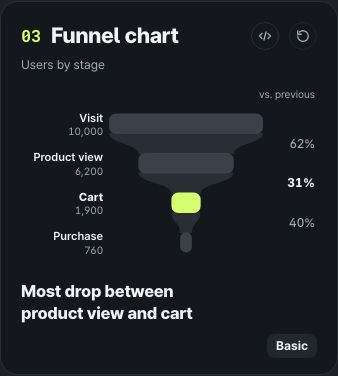 03 Funnel chart
Users by stage
vs. previous
Visit
10,000
62%
Product view
6,200
31%
Cart
1,900
40%
Purchase
760
Most drop between
product view and cart
Basic